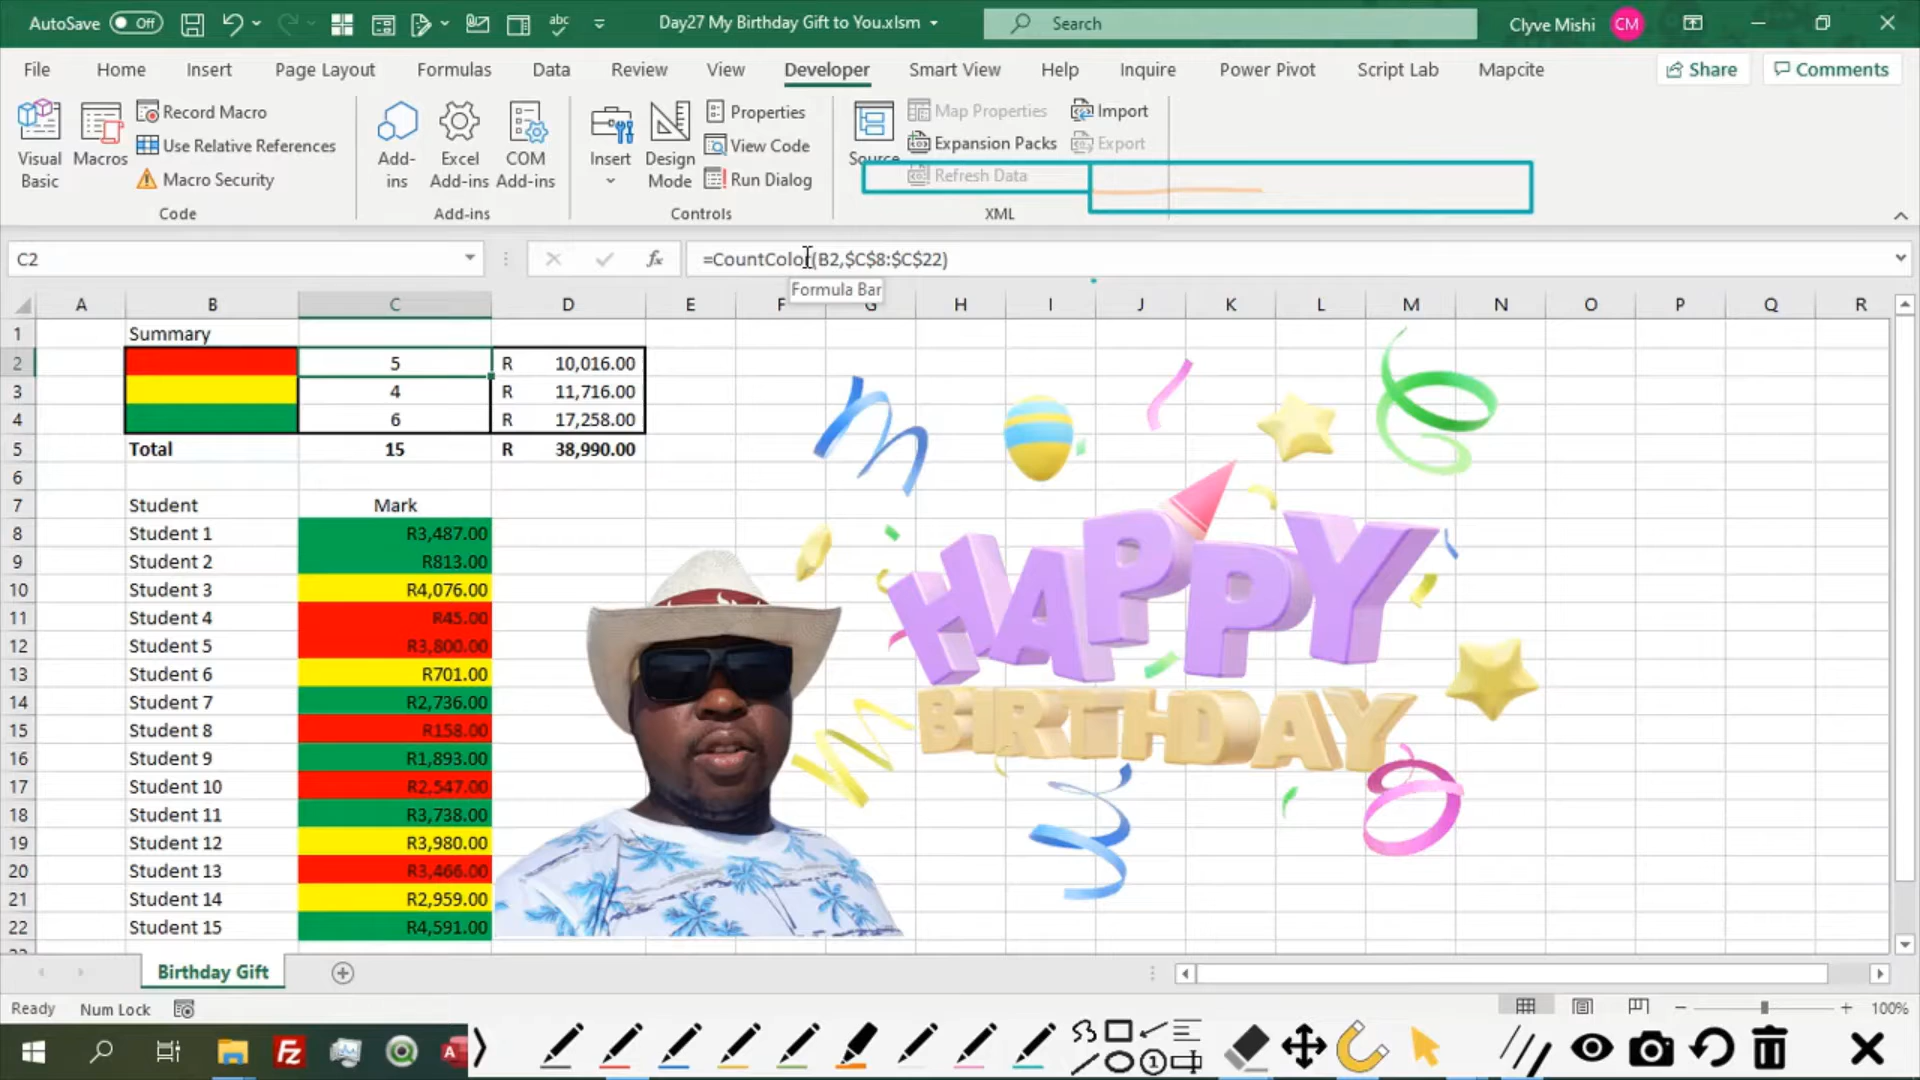 AutoSave Off Day27 My Birthday Gift to You.xlsm Search Clyve Mishi CM
File Home Insert Page Layout Formulas Data Review View Developer Smart View Help Inquire Power Pivot Script Lab Mapcite Share Comments
Visual Basic
Macros
Record Macro
Use Relative References
Macro Security
Code
Add-ins
Excel Add-ins
COM Add-ins
Add-ins
Insert
Design Mode
Properties
View Code
Run Dialog
Controls
Source
Map Properties
Expansion Packs
Refresh Data
Import
Export
XML
C2 fx =CountColor(B2,$C$8:$C$22)
Formula Bar
A B C D E F G H I J K L M N O P Q R
1 Summary
2 5 R 10,016.00
3 4 R 11,716.00
4 6 R 17,258.00
5 Total 15 R 38,990.00
6
7 Student Mark
8 Student 1 R3,487.00
9 Student 2 R813.00
10 Student 3 R4,076.00
11 Student 4 R45.00
12 Student 5 R3,800.00
13 Student 6 R701.00
14 Student 7 R2,736.00
15 Student 8 R158.00
16 Student 9 R1,893.00
17 Student 10 R2,547.00
18 Student 11 R3,738.00
19 Student 12 R3,980.00
20 Student 13 R3,466.00
21 Student 14 R2,959.00
22 Student 15 R4,591.00
HAPPY
BIRTHDAY
Birthday Gift
Ready Num Lock 100%